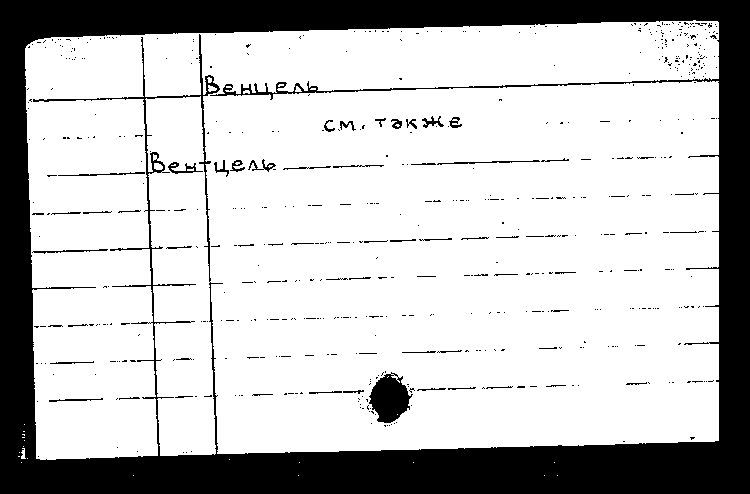 Венцель
см. также
Вентцель